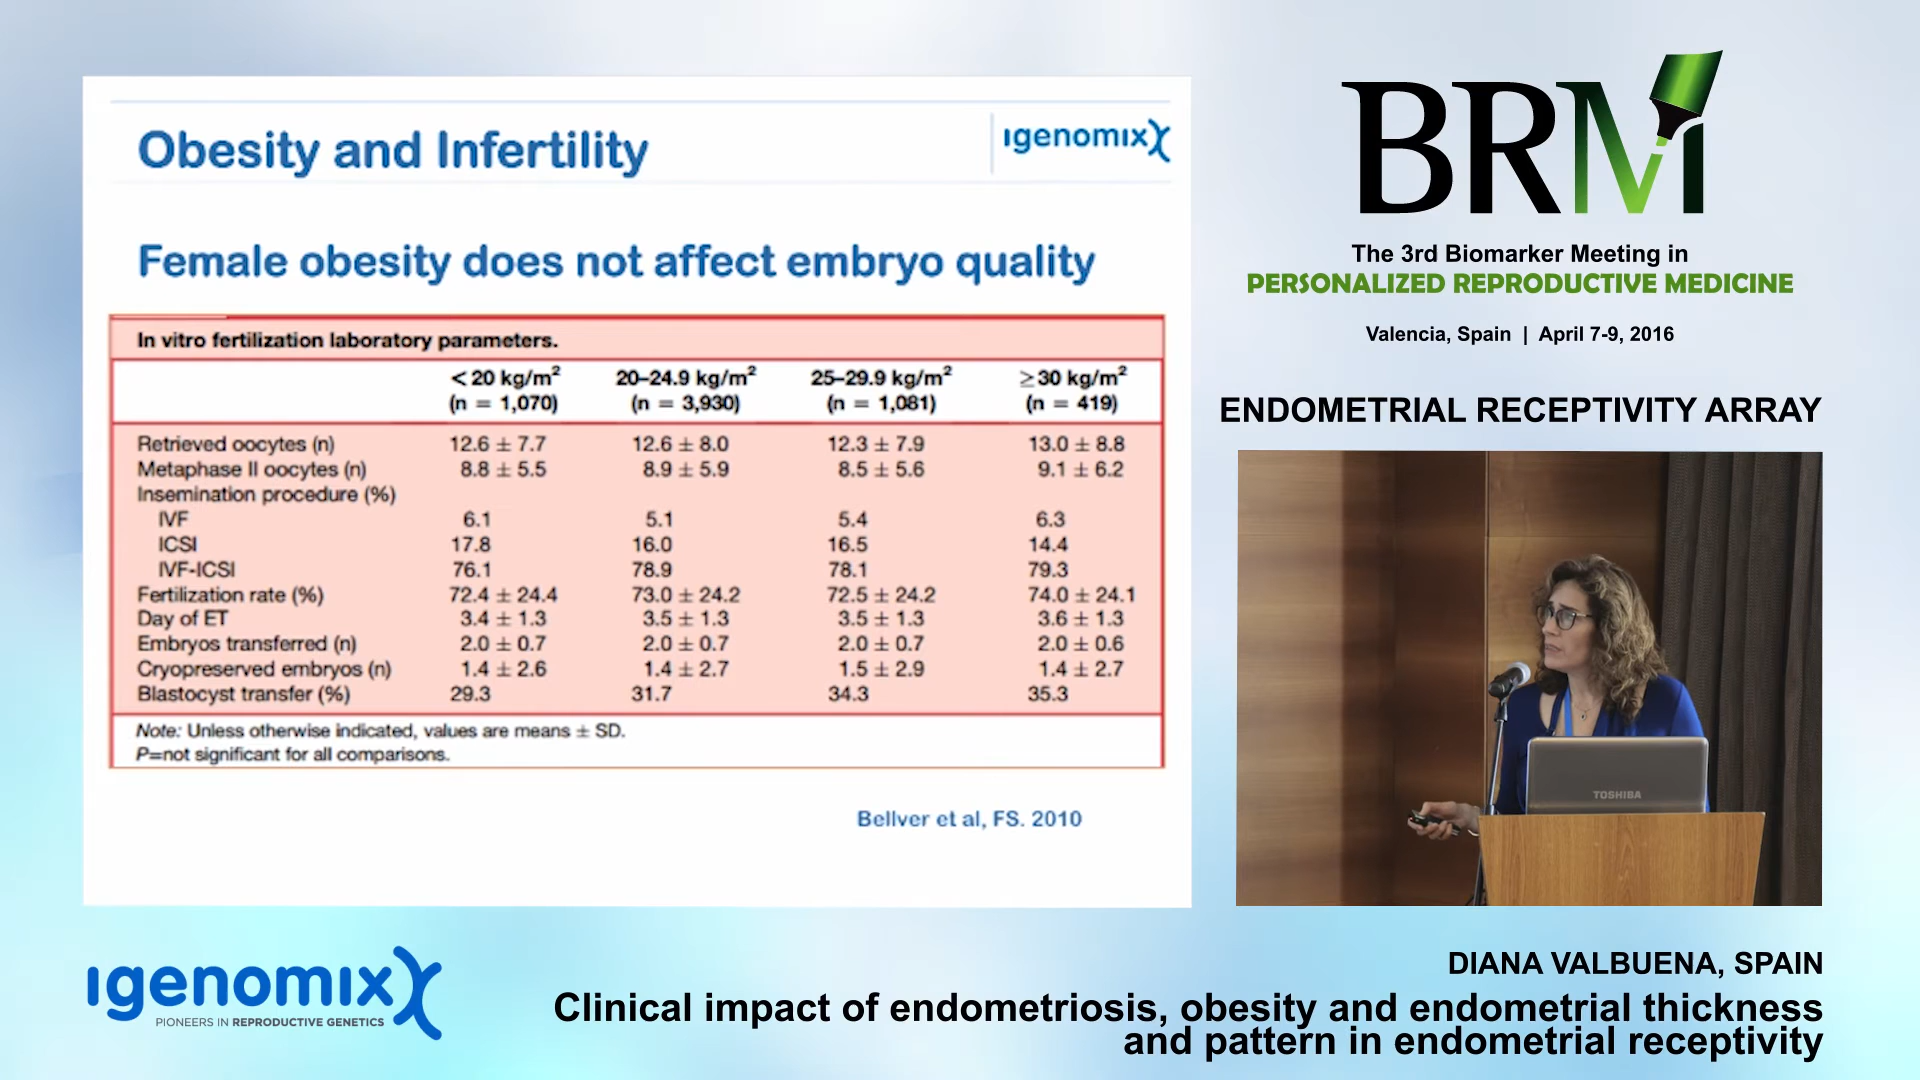 Obesity and Infertility
igenomix
Female obesity does not affect embryo quality
In vitro fertilization laboratory parameters.
< 20 kg/m² 20–24.9 kg/m² 25–29.9 kg/m² ≥30 kg/m²
(n = 1,070) (n = 3,930) (n = 1,081) (n = 419)
Retrieved oocytes (n) 12.6 ± 7.7 12.6 ± 8.0 12.3 ± 7.9 13.0 ± 8.8
Metaphase II oocytes (n) 8.8 ± 5.5 8.9 ± 5.9 8.5 ± 5.6 9.1 ± 6.2
Insemination procedure (%)
IVF 6.1 5.1 5.4 6.3
ICSI 17.8 16.0 16.5 14.4
IVF-ICSI 76.1 78.9 78.1 79.3
Fertilization rate (%) 72.4 ± 24.4 73.0 ± 24.2 72.5 ± 24.2 74.0 ± 24.1
Day of ET 3.4 ± 1.3 3.5 ± 1.3 3.5 ± 1.3 3.6 ± 1.3
Embryos transferred (n) 2.0 ± 0.7 2.0 ± 0.7 2.0 ± 0.7 2.0 ± 0.6
Cryopreserved embryos (n) 1.4 ± 2.6 1.4 ± 2.7 1.5 ± 2.9 1.4 ± 2.7
Blastocyst transfer (%) 29.3 31.7 34.3 35.3
Note: Unless otherwise indicated, values are means ± SD.
P=not significant for all comparisons.
Bellver et al, FS. 2010
BRM
The 3rd Biomarker Meeting in
PERSONALIZED REPRODUCTIVE MEDICINE
Valencia, Spain | April 7-9, 2016
ENDOMETRIAL RECEPTIVITY ARRAY
TOSHIBA
igenomix
PIONEERS IN REPRODUCTIVE GENETICS
DIANA VALBUENA, SPAIN
Clinical impact of endometriosis, obesity and endometrial thickness
and pattern in endometrial receptivity